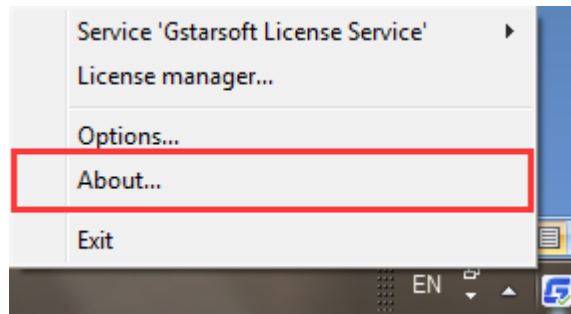 Service 'Gstarsoft License Service'
License manager...
Options...
About...
Exit
EN